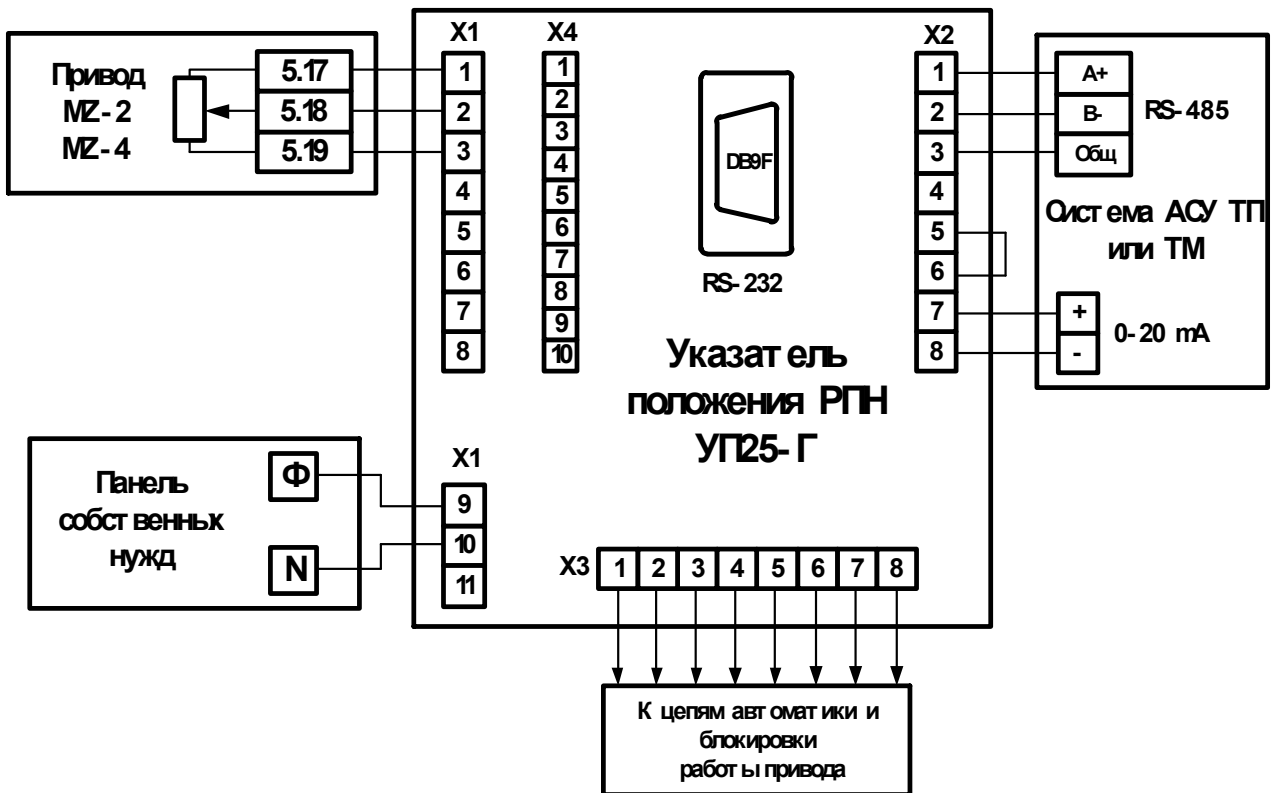 Привод
MZ-2
MZ-4
5.17
5.18
5.19
X1
1
2
3
4
5
6
7
8
X4
1
2
3
4
5
6
7
8
9
10
DB9F
RS-232
Указатель
положения РПН
УП25-Г
X2
1
2
3
4
5
6
7
8
A+
B-
Общ
RS-485
Система АСУ ТП
или ТМ
+
-
0-20 mA
Панель
собственных
нужд
Ф
N
X1
9
10
11
X3
1
2
3
4
5
6
7
8
К цепям автоматики и
блокировки
работы привода